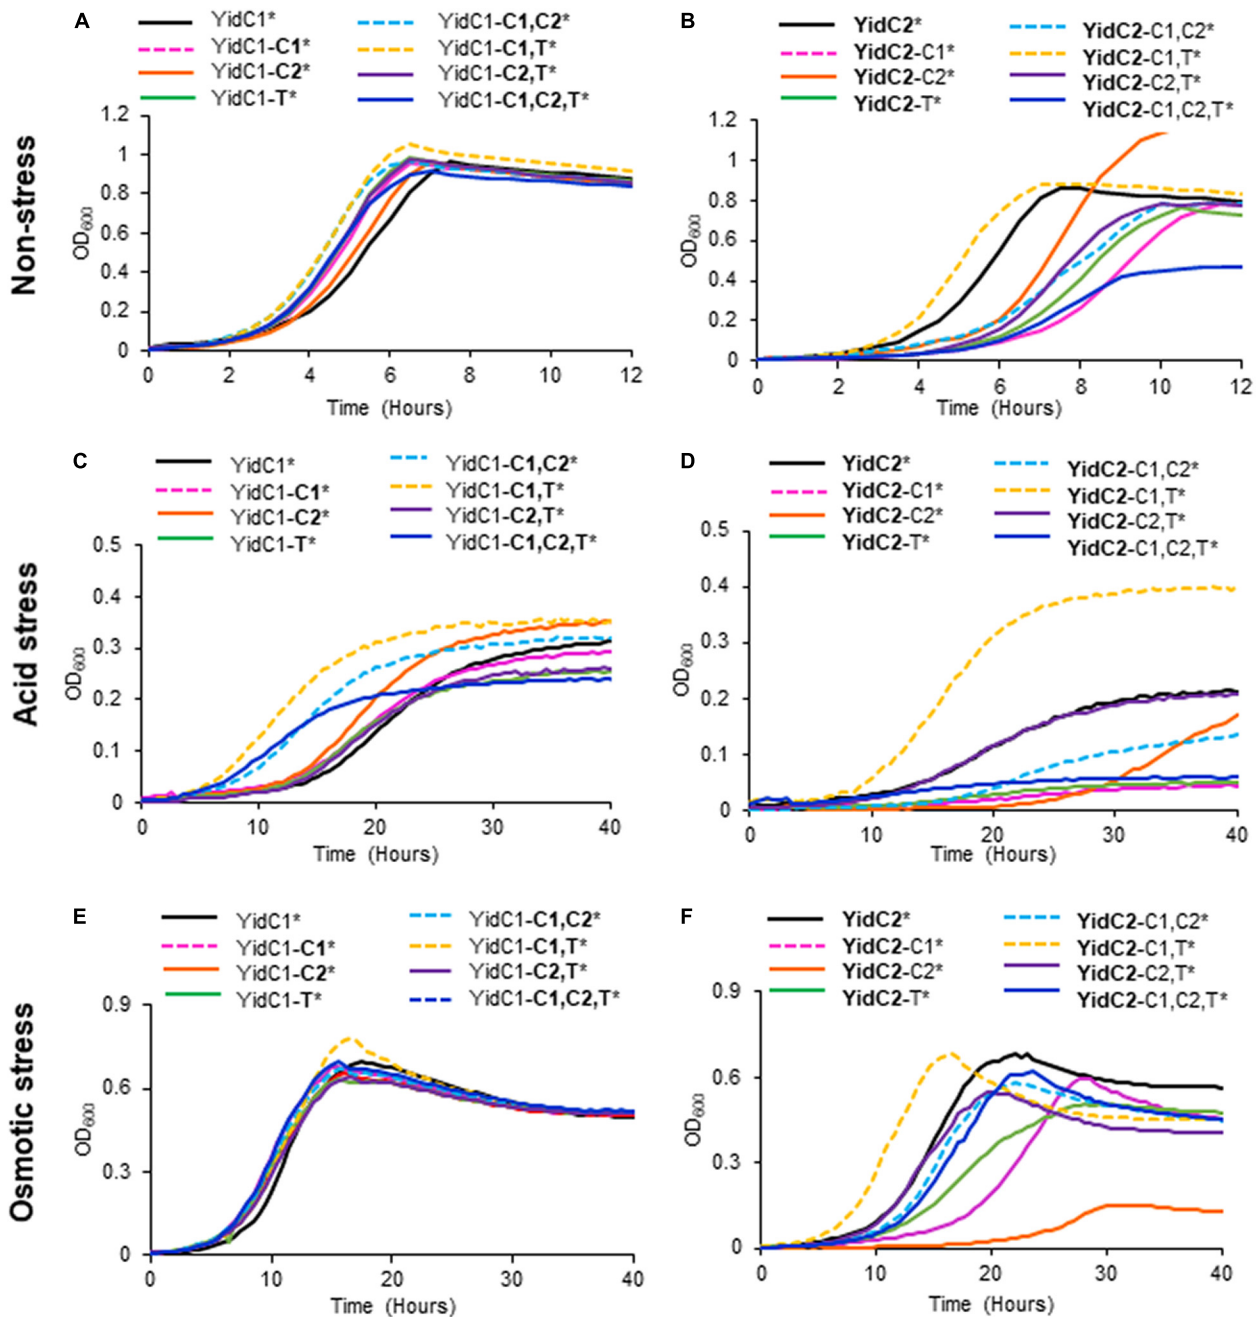 A
YidC1*
YidC1-C1*
YidC1-C2*
YidC1-T*
YidC1-C1,C2*
YidC1-C1,T*
YidC1-C2,T*
YidC1-C1,C2,T*
Non-stress
OD600
1.2
1
0.8
0.6
0.4
0.2
0
0 2 4 6 8 10 12
Time (Hours)
B
YidC2*
YidC2-C1*
YidC2-C2*
YidC2-T*
YidC2-C1,C2*
YidC2-C1,T*
YidC2-C2,T*
YidC2-C1,C2,T*
OD600
1.2
1
0.8
0.6
0.4
0.2
0
0 2 4 6 8 10 12
Time (Hours)
C
YidC1*
YidC1-C1*
YidC1-C2*
YidC1-T*
YidC1-C1,C2*
YidC1-C1,T*
YidC1-C2,T*
YidC1-C1,C2,T*
Acid stress
OD600
0.5
0.4
0.3
0.2
0.1
0
0 10 20 30 40
Time (Hours)
D
YidC2*
YidC2-C1*
YidC2-C2*
YidC2-T*
YidC2-C1,C2*
YidC2-C1,T*
YidC2-C2,T*
YidC2-C1,C2,T*
OD600
0.5
0.4
0.3
0.2
0.1
0
0 10 20 30 40
Time (Hours)
E
YidC1*
YidC1-C1*
YidC1-C2*
YidC1-T*
YidC1-C1,C2*
YidC1-C1,T*
YidC1-C2,T*
YidC1-C1,C2,T*
Osmotic stress
OD600
0.9
0.6
0.3
0
0 10 20 30 40
Time (Hours)
F
YidC2*
YidC2-C1*
YidC2-C2*
YidC2-T*
YidC2-C1,C2*
YidC2-C1,T*
YidC2-C2,T*
YidC2-C1,C2,T*
OD600
0.9
0.6
0.3
0
0 10 20 30 40
Time (Hours)